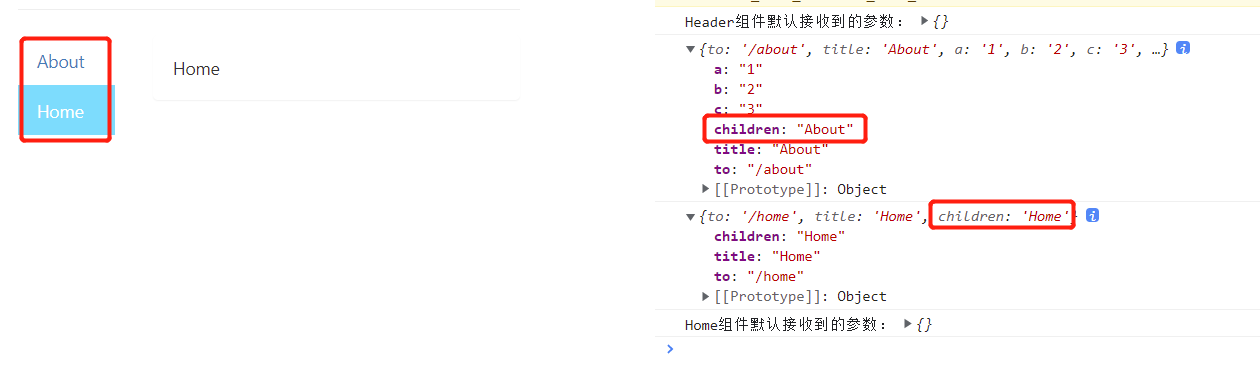 About
Home
Home
Header组件默认接收到的参数： ▶{}
▼{to: '/about', title: 'About', a: '1', b: '2', c: '3', …} i
a: "1"
b: "2"
c: "3"
children: "About"
title: "About"
to: "/about"
▶[[Prototype]]: Object
▼{to: '/home', title: 'Home', children: 'Home'} i
children: "Home"
title: "Home"
to: "/home"
▶[[Prototype]]: Object
Home组件默认接收到的参数： ▶{}
>